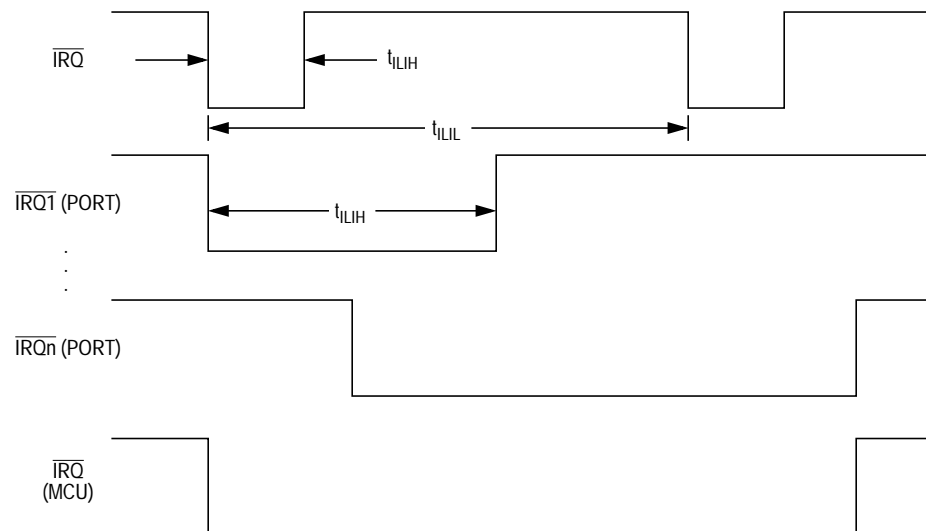 IRQ
tILIH
tILIL
IRQ1 (PORT)
tILIH
.
.
.
IRQn (PORT)
IRQ
(MCU)